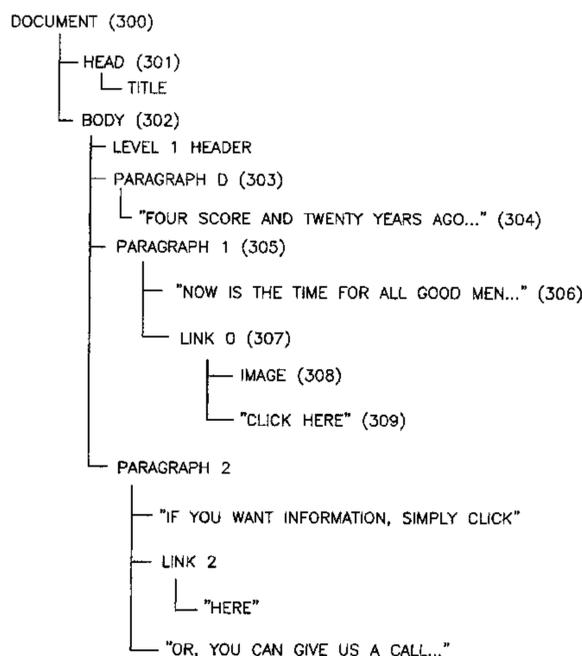 DOCUMENT (300)
HEAD (301)
TITLE
BODY (302)
LEVEL 1 HEADER
PARAGRAPH D (303)
"FOUR SCORE AND TWENTY YEARS AGO..." (304)
PARAGRAPH 1 (305)
"NOW IS THE TIME FOR ALL GOOD MEN..." (306)
LINK 0 (307)
IMAGE (308)
"CLICK HERE" (309)
PARAGRAPH 2
"IF YOU WANT INFORMATION, SIMPLY CLICK"
LINK 2
"HERE"
"OR, YOU CAN GIVE US A CALL..."